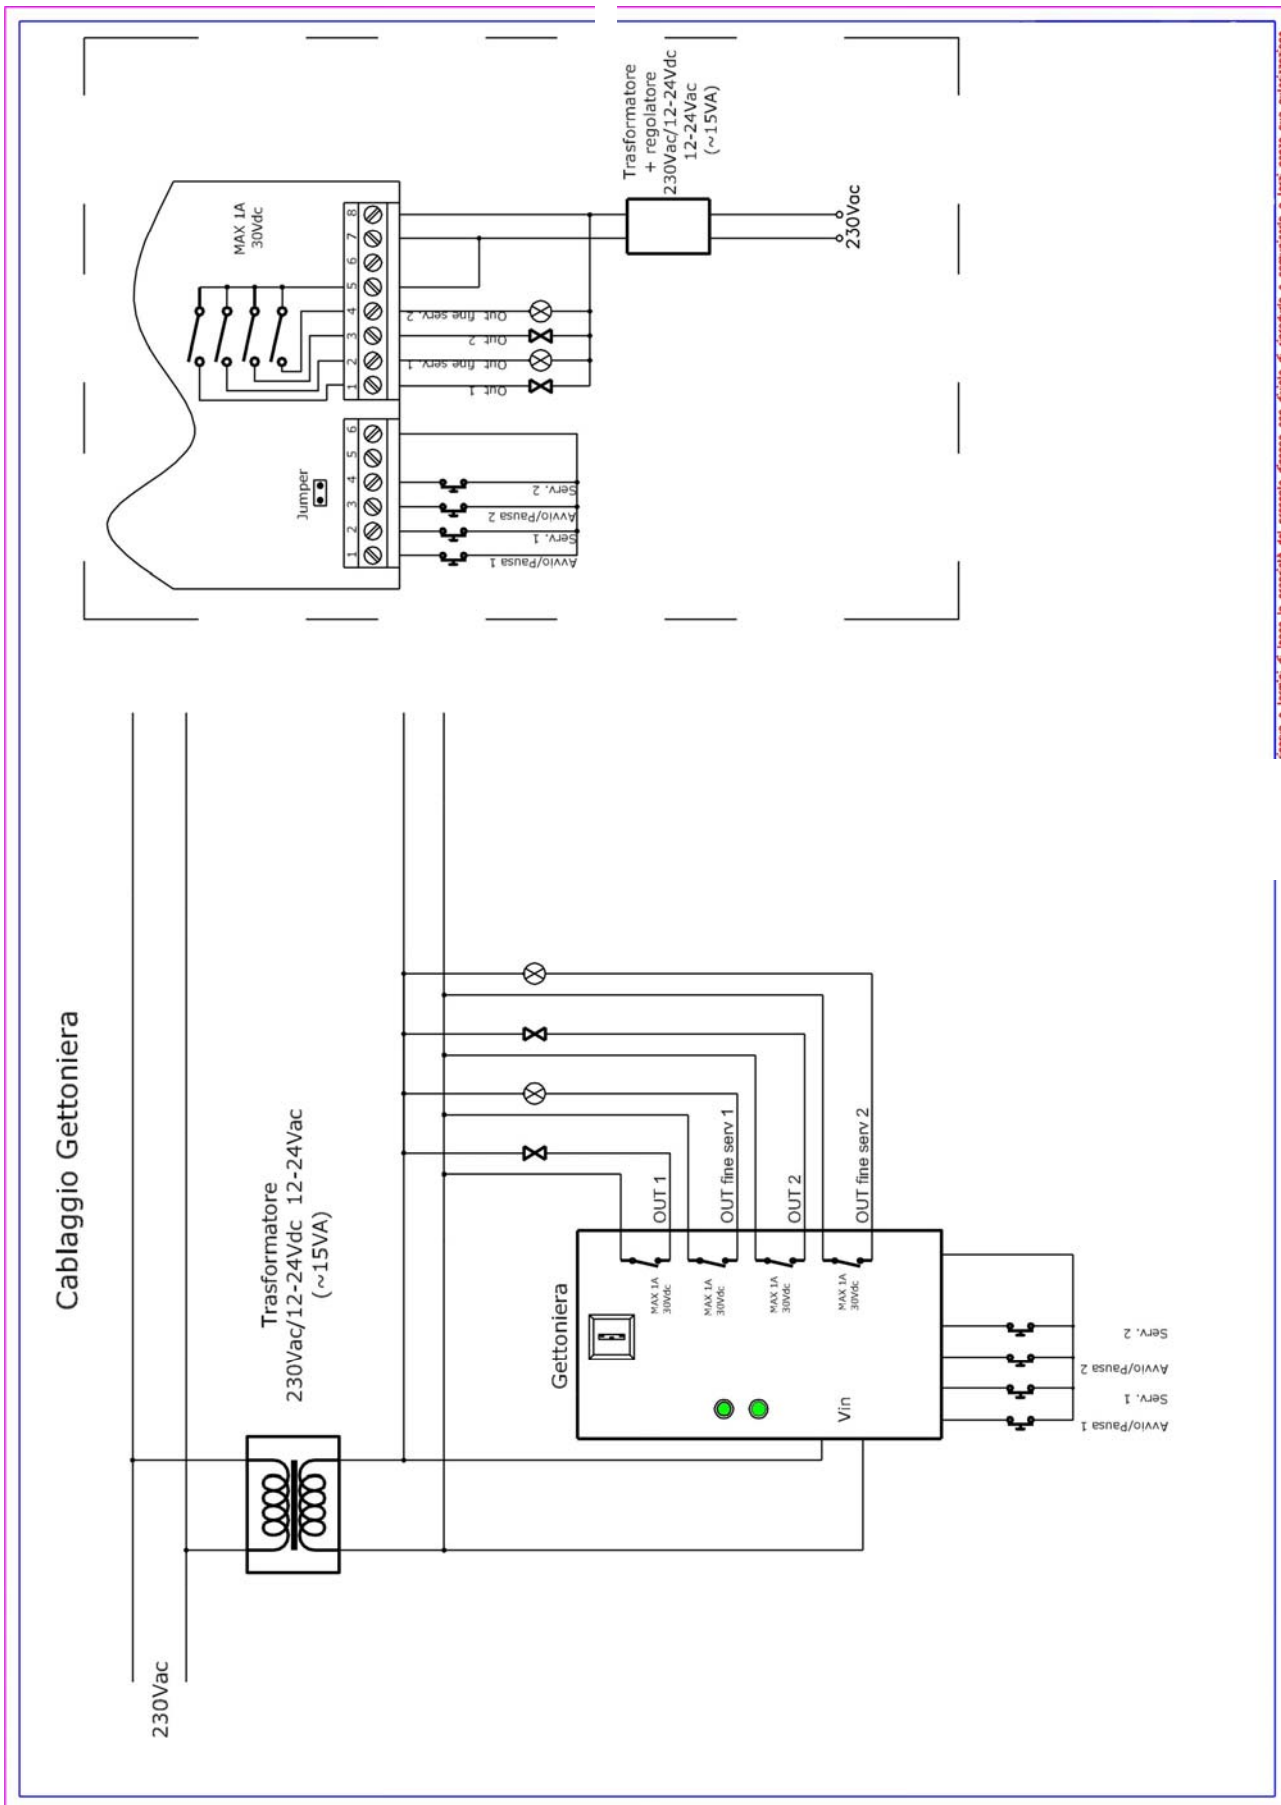 Cablaggio Gettoniera
230Vac
Trasformatore
230Vac/12-24Vdc 12-24Vac
(~15VA)
Gettoniera
MAX 1A
30Vdc
MAX 1A
30Vdc
MAX 1A
30Vdc
MAX 1A
30Vdc
OUT 1
OUT fine serv 1
OUT 2
OUT fine serv 2
Vin
Avvio/Pausa 1
Serv. 1
Avvio/Pausa 2
Serv. 2
Jumper
MAX 1A
30Vdc
1 2 3 4 5 6
1 2 3 4 5 6 7 8
Avvio/Pausa 1
Serv. 1
Avvio/Pausa 2
Serv. 2
Out 1
Out fine serv. 1
Out 2
Out fine serv. 2
Trasformatore
+ regolatore
230Vac/12-24Vdc
12-24Vac
(~15VA)
230Vac